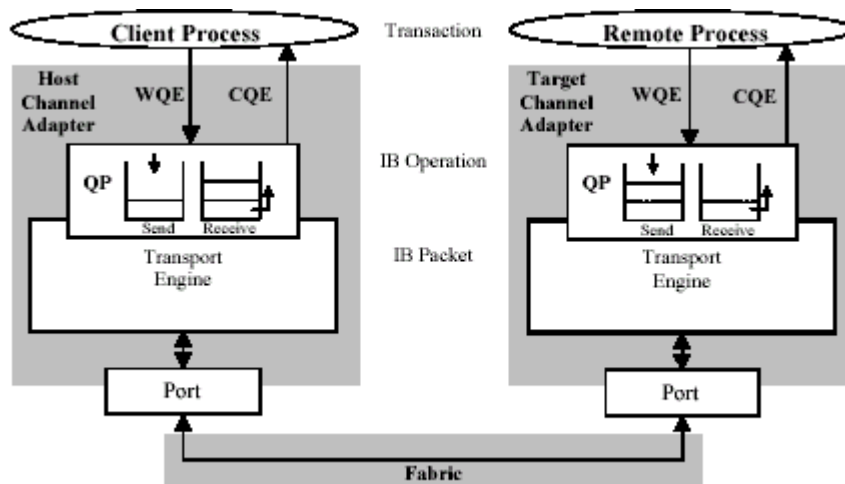 Client Process
Transaction
Remote Process
Host
Channel
Adapter
WQE
CQE
Target
Channel
Adapter
WQE
CQE
IB Operation
QP
Send
Receive
QP
Send
Receive
IB Packet
Transport
Engine
Transport
Engine
Port
Port
Fabric